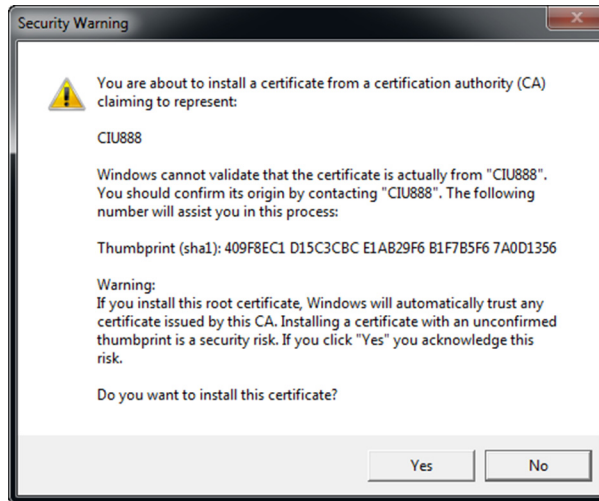 Security Warning
You are about to install a certificate from a certification authority (CA)
claiming to represent:
CIU888
Windows cannot validate that the certificate is actually from "CIU888".
You should confirm its origin by contacting "CIU888". The following
number will assist you in this process:
Thumbprint (sha1): 409F8EC1 D15C3CBC E1AB29F6 B1F7B5F6 7A0D1356
Warning:
If you install this root certificate, Windows will automatically trust any
certificate issued by this CA. Installing a certificate with an unconfirmed
thumbprint is a security risk. If you click "Yes" you acknowledge this
risk.
Do you want to install this certificate?
Yes
No